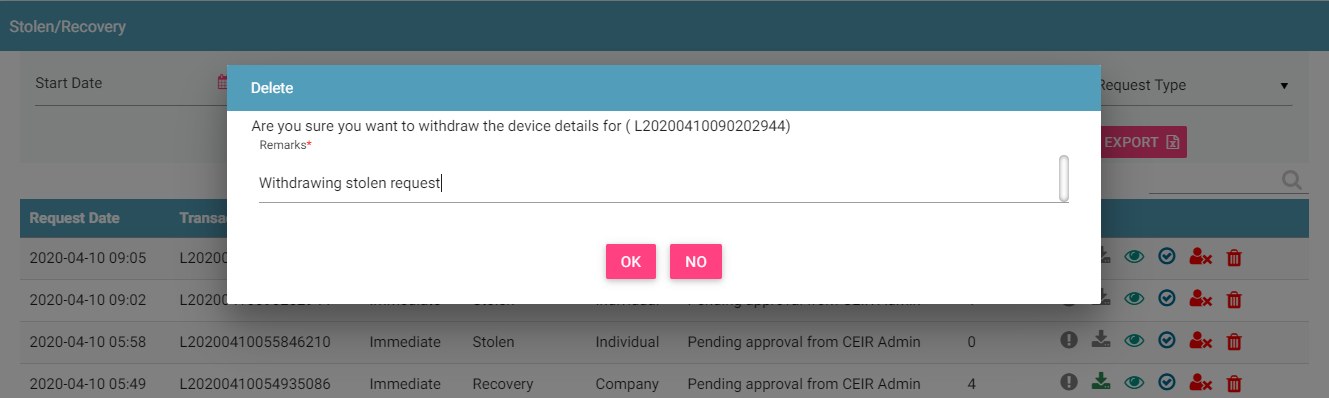 Stolen/Recovery
Delete
Start Date
Request Type
Are you sure you want to withdraw the device details for ( L20200410090202944)
Remarks*
EXPORT
Withdrawing stolen request
Request Date
OK NO
2020-04-10 09:05
2020-04-10 09:02
2020-04-10 05:58 L20200410055846210 Immediate Stolen Individual Pending approval from CEIR Admin 0
2020-04-10 05:49 L20200410054935086 Immediate Recovery Company Pending approval from CEIR Admin 4